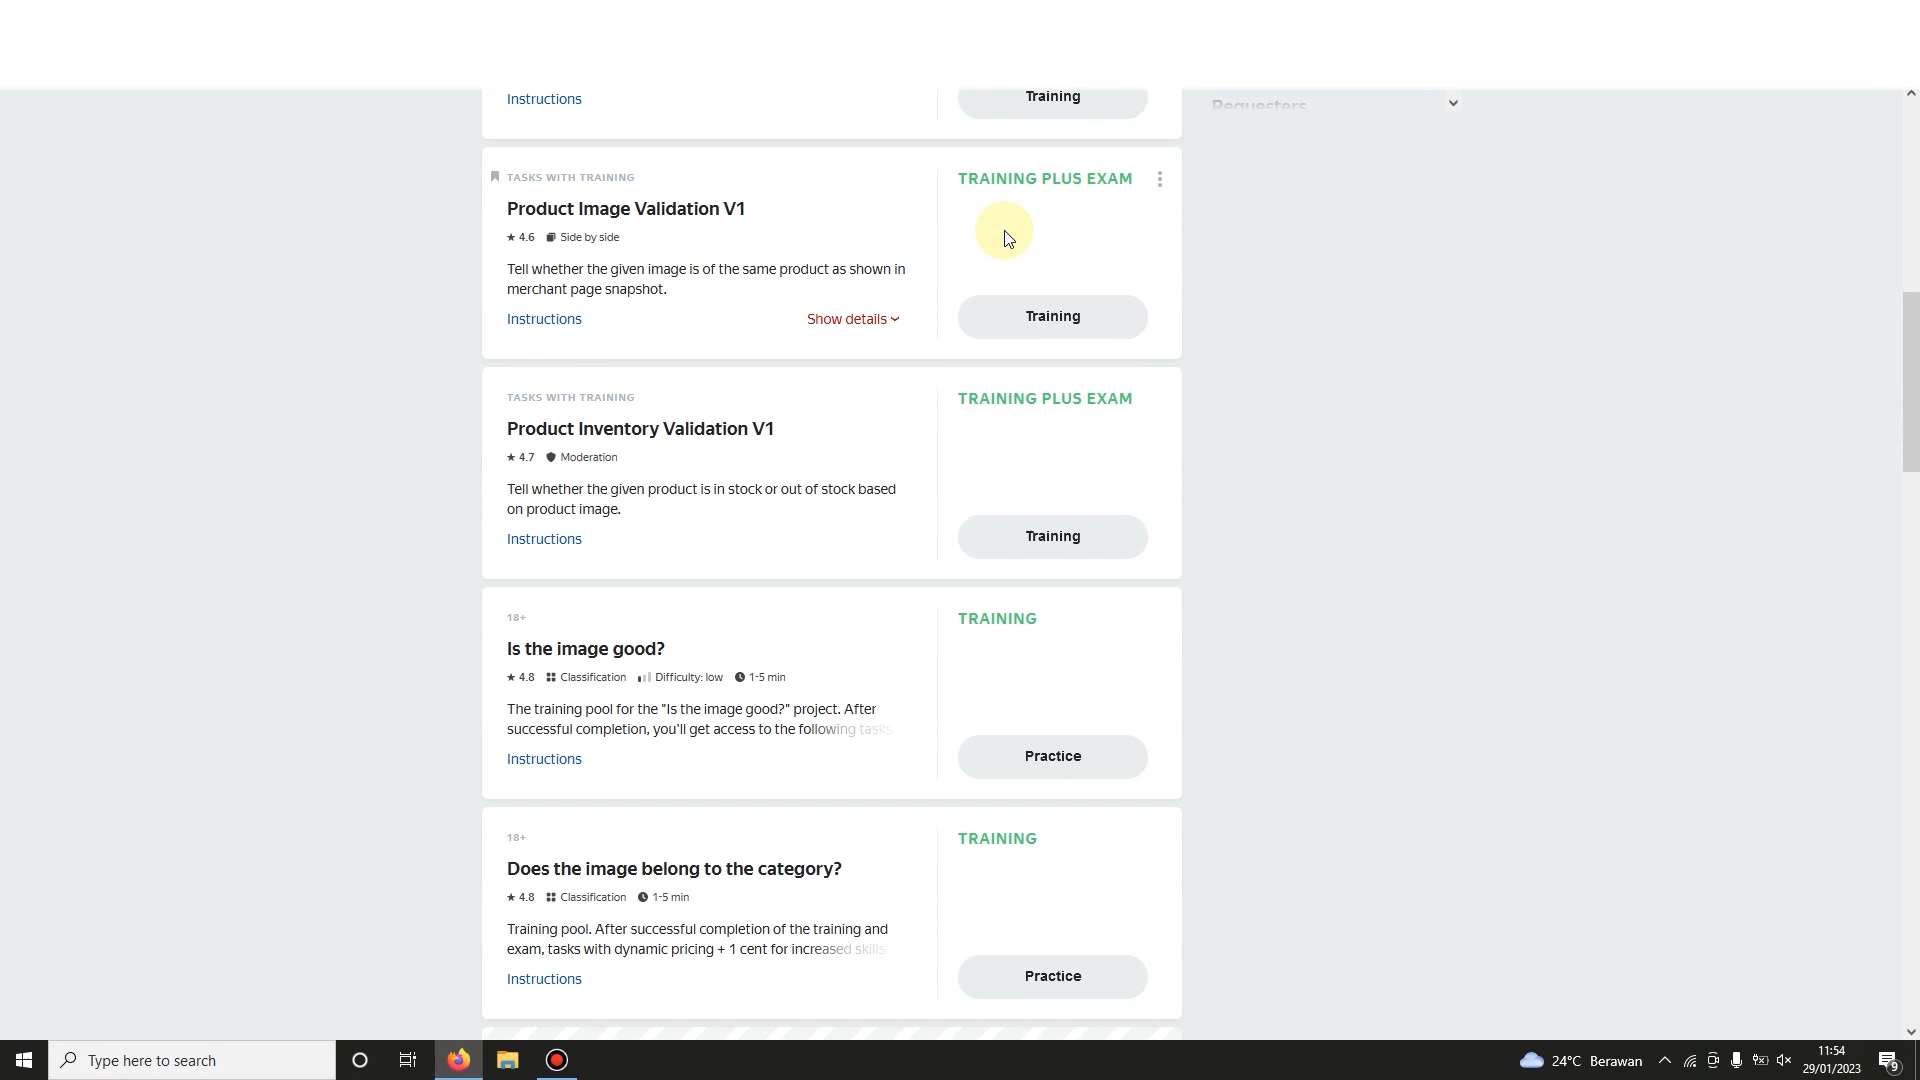 Instructions
Training
Requesters
TASKS WITH TRAINING
TRAINING PLUS EXAM
Product Image Validation V1
4.6 Side by side
Tell whether the given image is of the same product as shown in
merchant page snapshot.
Instructions
Show details
Training
TASKS WITH TRAINING
TRAINING PLUS EXAM
Product Inventory Validation V1
4.7 Moderation
Tell whether the given product is in stock or out of stock based
on product image.
Instructions
Training
18+
TRAINING
Is the image good?
4.8 Classification Difficulty: low 1-5 min
The training pool for the "Is the image good?" project. After
successful completion, you'll get access to the following tasks
Instructions
Practice
18+
TRAINING
Does the image belong to the category?
4.8 Classification 1-5 min
Training pool. After successful completion of the training and
exam, tasks with dynamic pricing + 1 cent for increased skills
Instructions
Practice
Type here to search
24°C Berawan
11:54
29/01/2023
9